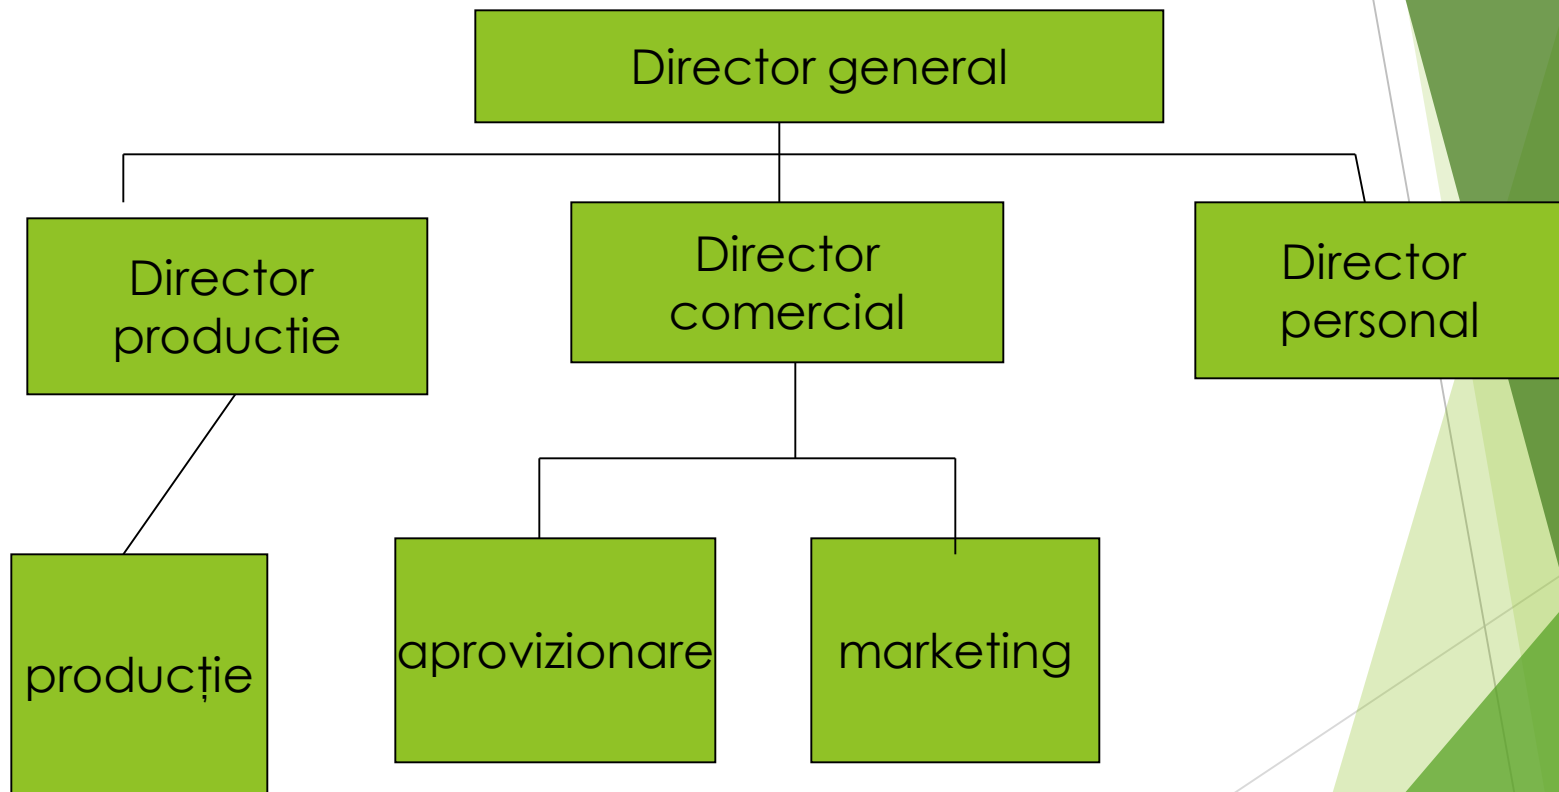 Director general
Director
productie
Director
comercial
Director
personal
producție
aprovizionare
marketing